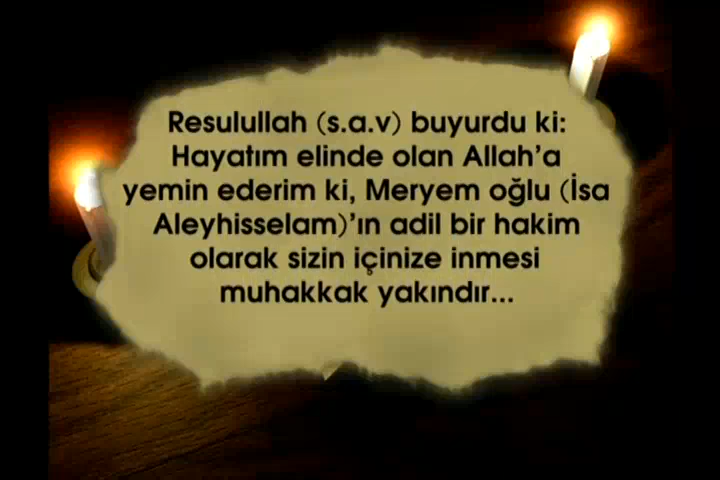 Resulullah (s.a.v) buyurdu ki:
Hayatım elinde olan Allah'a
yemin ederim ki, Meryem oğlu (İsa
Aleyhisselam)'ın adil bir hakim
olarak sizin içinize inmesi
muhakkak yakındır...